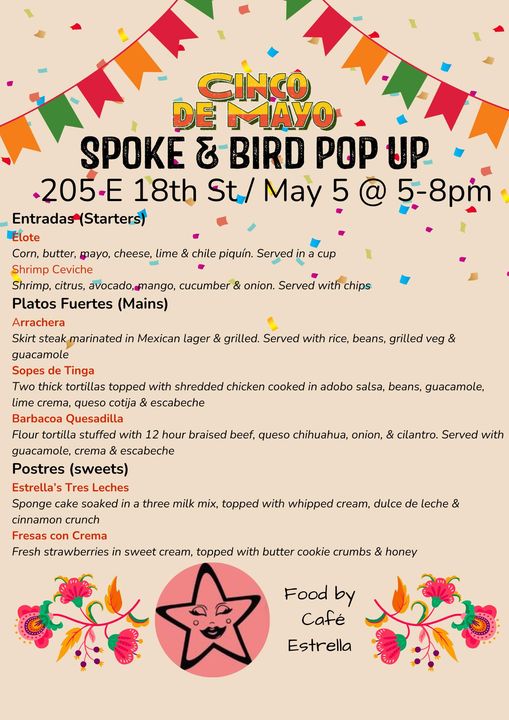 CINCO
DE MAYO
SPOKE & BIRD POP UP
205 E 18th St / May 5 @ 5-8pm
Entradas (Starters)
Elote
Corn, butter, mayo, cheese, lime & chile piquín. Served in a cup
Shrimp Ceviche
Shrimp, citrus, avocado, mango, cucumber & onion. Served with chips
Platos Fuertes (Mains)
Arrachera
Skirt steak marinated in Mexican lager & grilled. Served with rice, beans, grilled veg &
guacamole
Sopes de Tinga
Two thick tortillas topped with shredded chicken cooked in adobo salsa, beans, guacamole,
lime crema, queso cotija & escabeche
Barbacoa Quesadilla
Flour tortilla stuffed with 12 hour braised beef, queso chihuahua, onion, & cilantro. Served with
guacamole, crema & escabeche
Postres (sweets)
Estrella's Tres Leches
Sponge cake soaked in a three milk mix, topped with whipped cream, dulce de leche &
cinnamon crunch
Fresas con Crema
Fresh strawberries in sweet cream, topped with butter cookie crumbs & honey
Food by
Café
Estrella